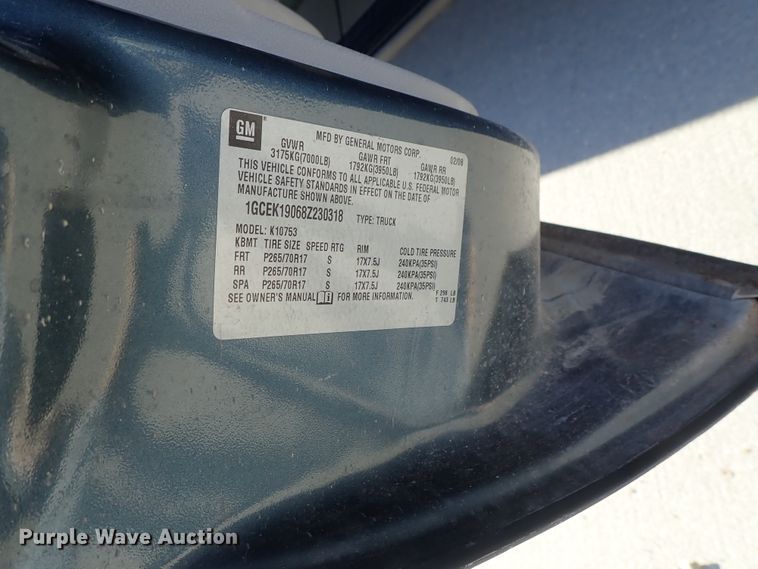 GM
MFD BY GENERAL MOTORS CORP. 02/08
GVWR GAWR FRT GAWR RR
3175KG(7000LB) 1792KG(3950LB) 1792KG(3950LB)
THIS VEHICLE CONFORMS TO ALL APPLICABLE U.S. FEDERAL MOTOR
VEHICLE SAFETY STANDARDS IN EFFECT ON THE DATE OF
MANUFACTURE SHOWN ABOVE.
1GCEK19068Z230318 TYPE: TRUCK
MODEL: K10753
KBMT TIRE SIZE SPEED RTG RIM COLD TIRE PRESSURE
FRT P265/70R17 S 17X7.5J 240KPA(35PSI)
RR P265/70R17 S 17X7.5J 240KPA(35PSI)
SPA P265/70R17 S 17X7.5J 240KPA(35PSI)
SEE OWNER'S MANUAL i FOR MORE INFORMATION.
F 298 LB
T 743 LB
Purple Wave Auction